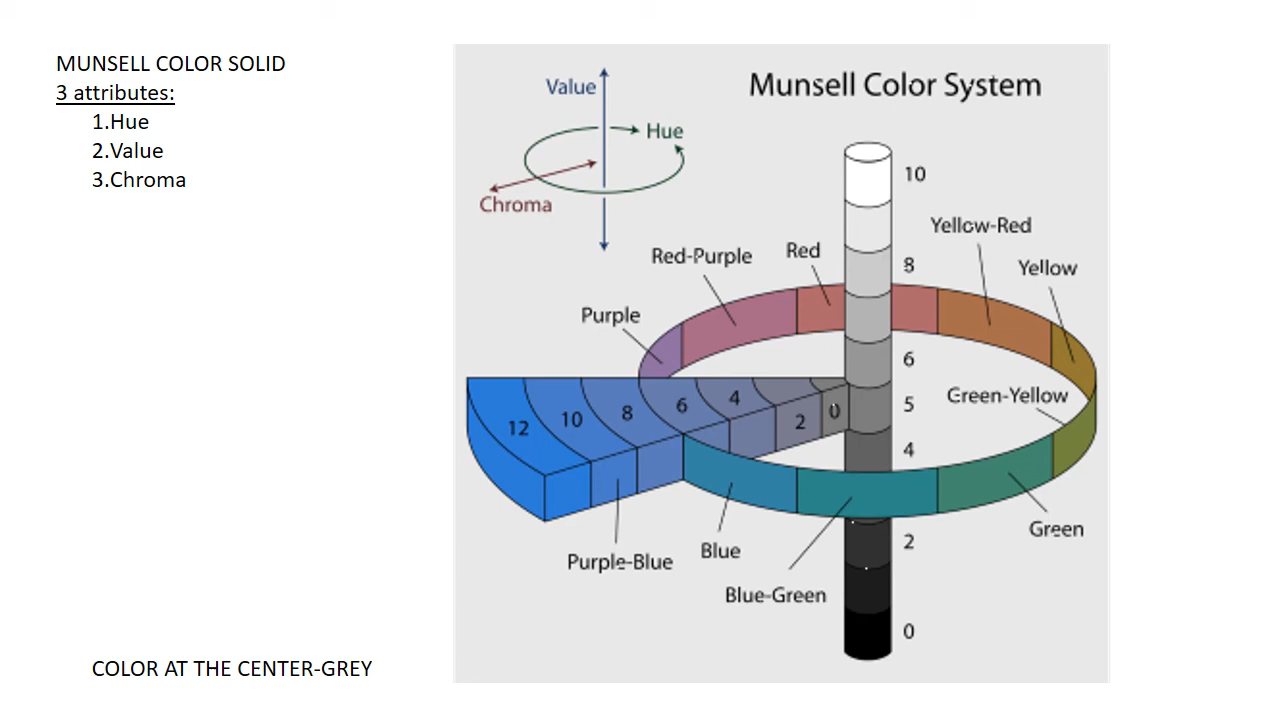 MUNSELL COLOR SOLID
3 attributes:
1.Hue
2.Value
3.Chroma
COLOR AT THE CENTER-GREY
Munsell Color System
Value
Hue
Chroma
10
Yellow-Red
Red
Red-Purple
8
Yellow
Purple
6
Green-Yellow
5
4
12
10
8
6
4
2
0
Green
2
Blue
Purple-Blue
Blue-Green
0